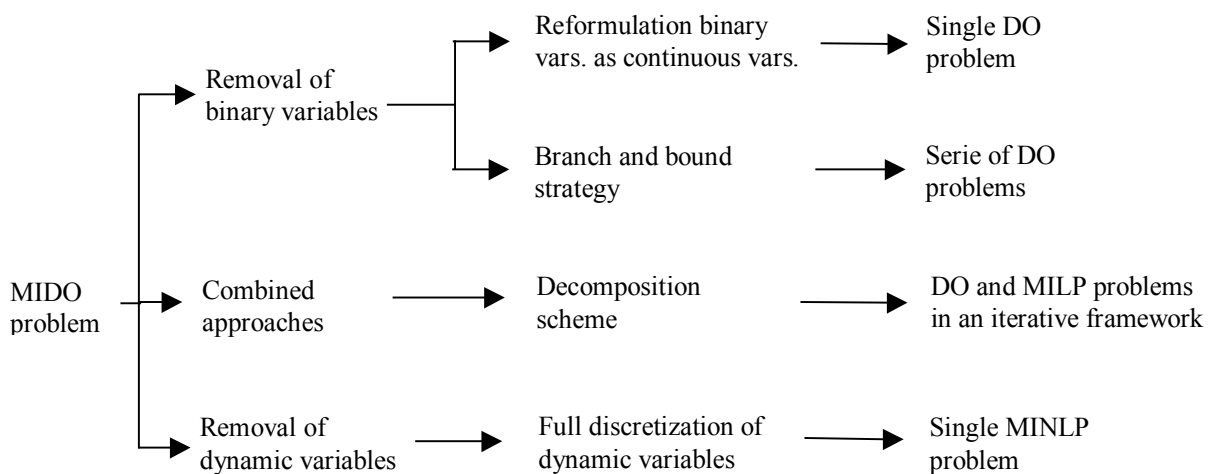 MIDO
problem
Removal of
binary variables
Reformulation binary
vars. as continuous vars.
Single DO
problem
Branch and bound
strategy
Serie of DO
problems
Combined
approaches
Decomposition
scheme
DO and MILP problems
in an iterative framework
Removal of
dynamic variables
Full discretization of
dynamic variables
Single MINLP
problem